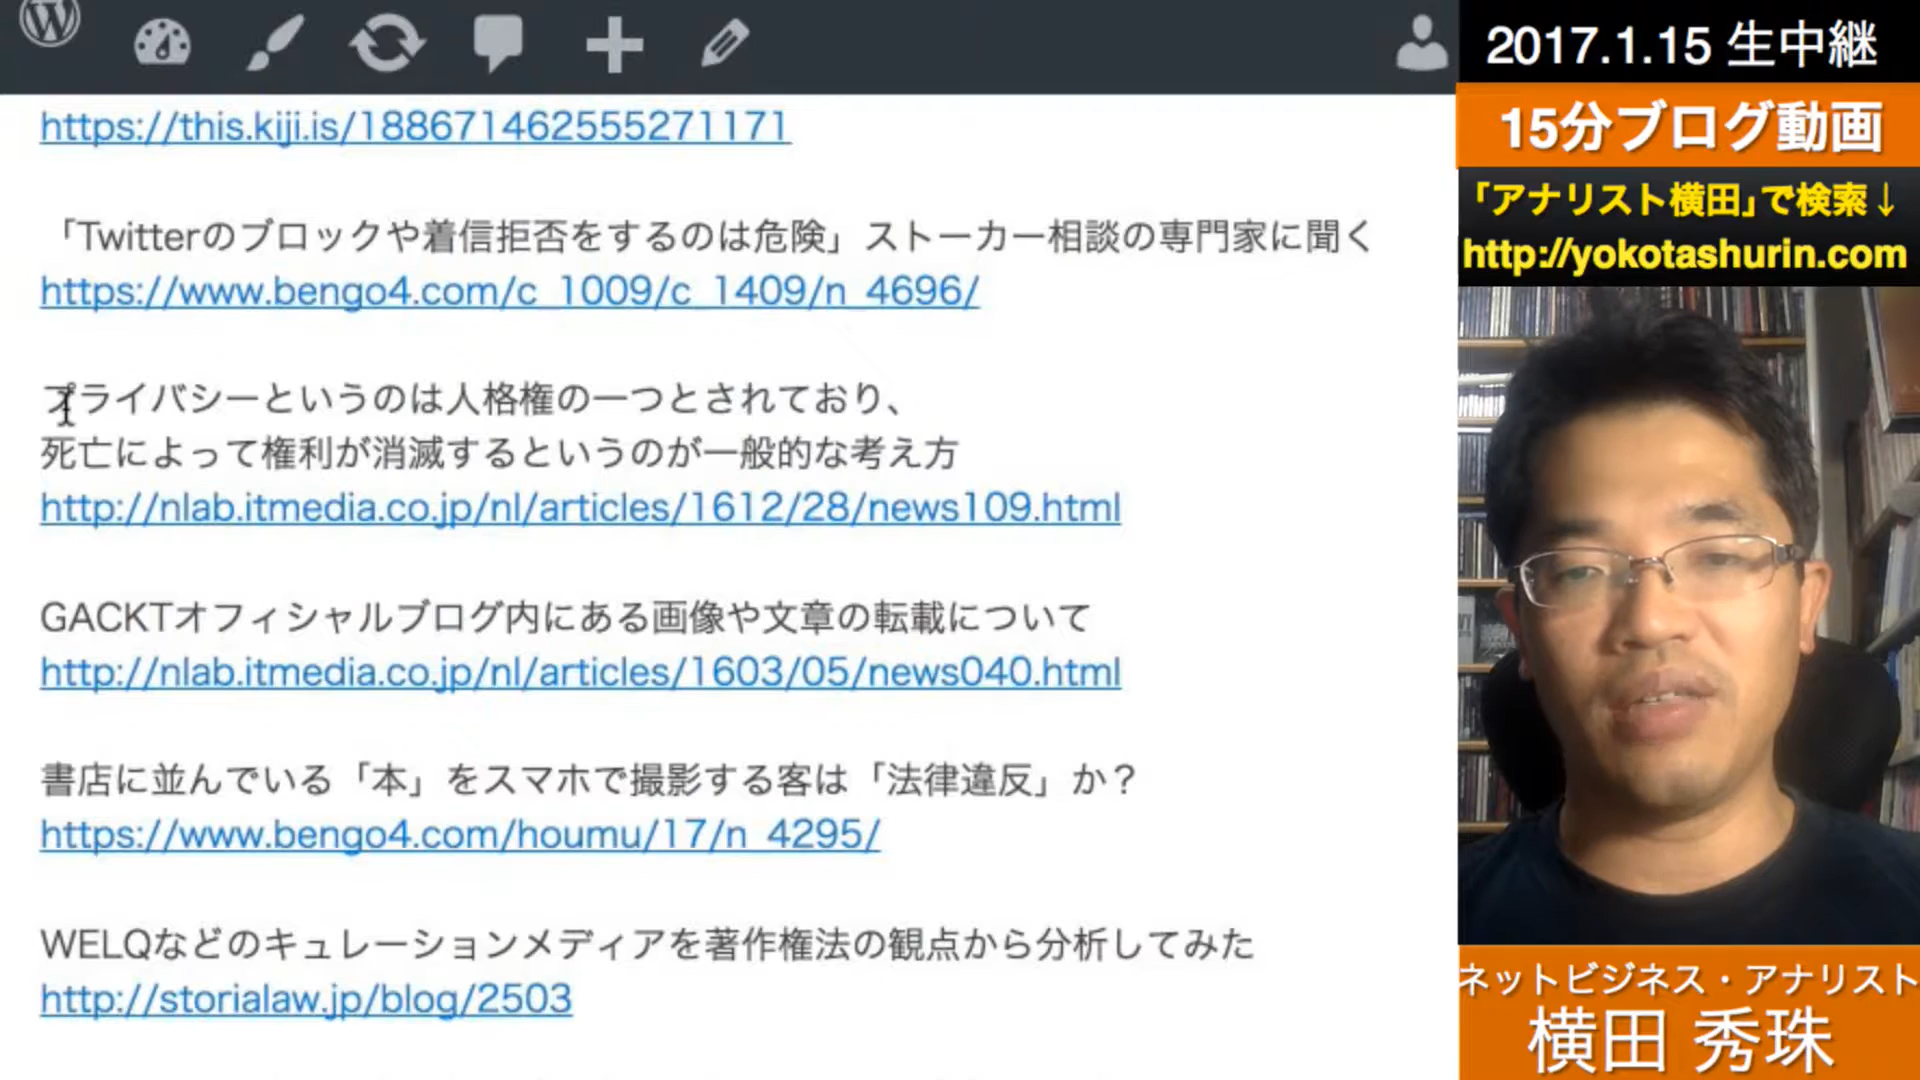 https://this.kiji.is/188671462555271171
「Twitterのブロックや着信拒否をするのは危険」ストーカー相談の専門家に聞く
https://www.bengo4.com/c_1009/c_1409/n_4696/
プライバシーというのは人格権の一つとされており、
死亡によって権利が消滅するというのが一般的な考え方
http://nlab.itmedia.co.jp/nl/articles/1612/28/news109.html
GACKTオフィシャルブログ内にある画像や文章の転載について
http://nlab.itmedia.co.jp/nl/articles/1603/05/news040.html
書店に並んでいる「本」をスマホで撮影する客は「法律違反」か？
https://www.bengo4.com/houmu/17/n_4295/
WELQなどのキュレーションメディアを著作権法の観点から分析してみた
http://storialaw.jp/blog/2503
2017.1.15 生中継
15分ブログ動画
「アナリスト横田」で検索↓
http://yokotashurin.com
ネットビジネス・アナリスト
横田 秀珠